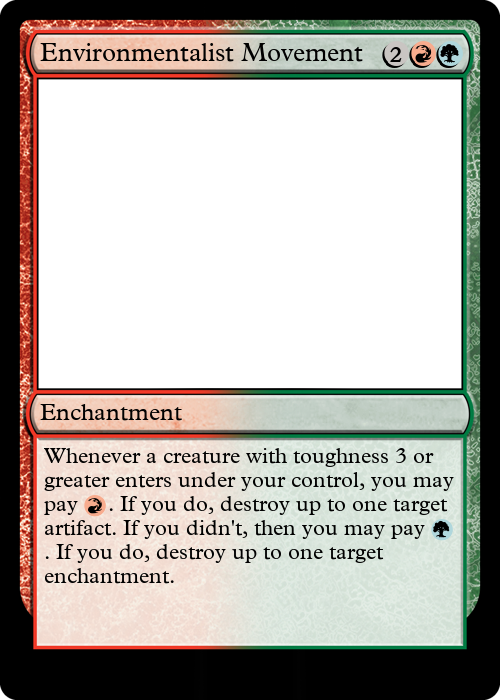 Environmentalist Movement 2
Enchantment
Whenever a creature with toughness 3 or
greater enters under your control, you may
pay . If you do, destroy up to one target
artifact. If you didn't, then you may pay
. If you do, destroy up to one target
enchantment.